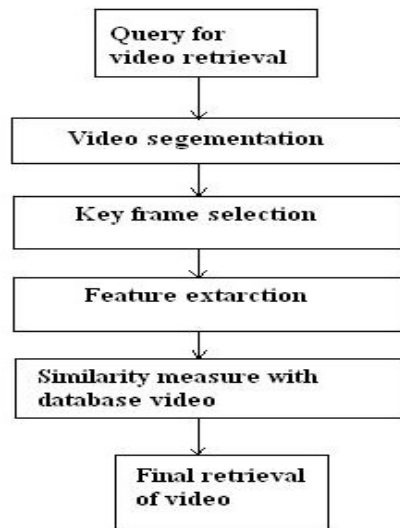 Query for
video retrieval
Video segementation
Key frame selection
Feature extarction
Similarity measure with
database video
Final retrieval
of video